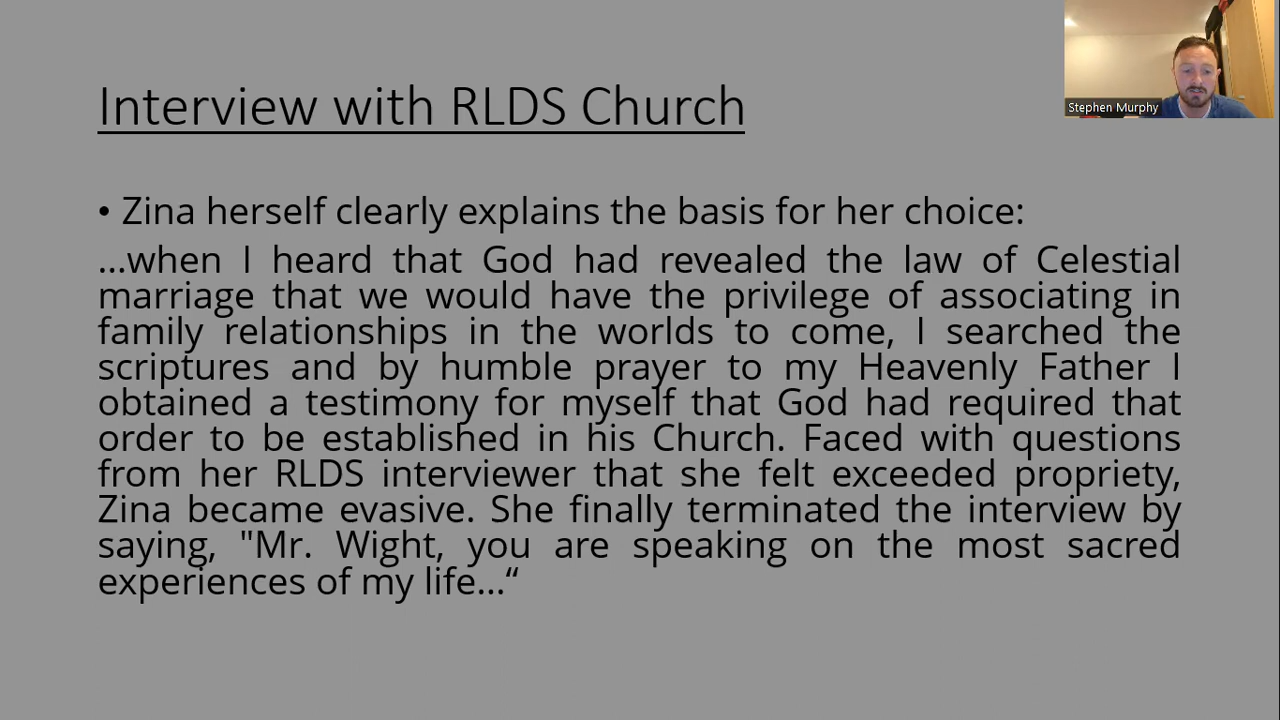 Interview with RLDS Church
Stephen Murphy
• Zina herself clearly explains the basis for her choice:
…when I heard that God had revealed the law of Celestial
marriage that we would have the privilege of associating in
family relationships in the worlds to come, I searched the
scriptures and by humble prayer to my Heavenly Father I
obtained a testimony for myself that God had required that
order to be established in his Church. Faced with questions
from her RLDS interviewer that she felt exceeded propriety,
Zina became evasive. She finally terminated the interview by
saying, "Mr. Wight, you are speaking on the most sacred
experiences of my life…“